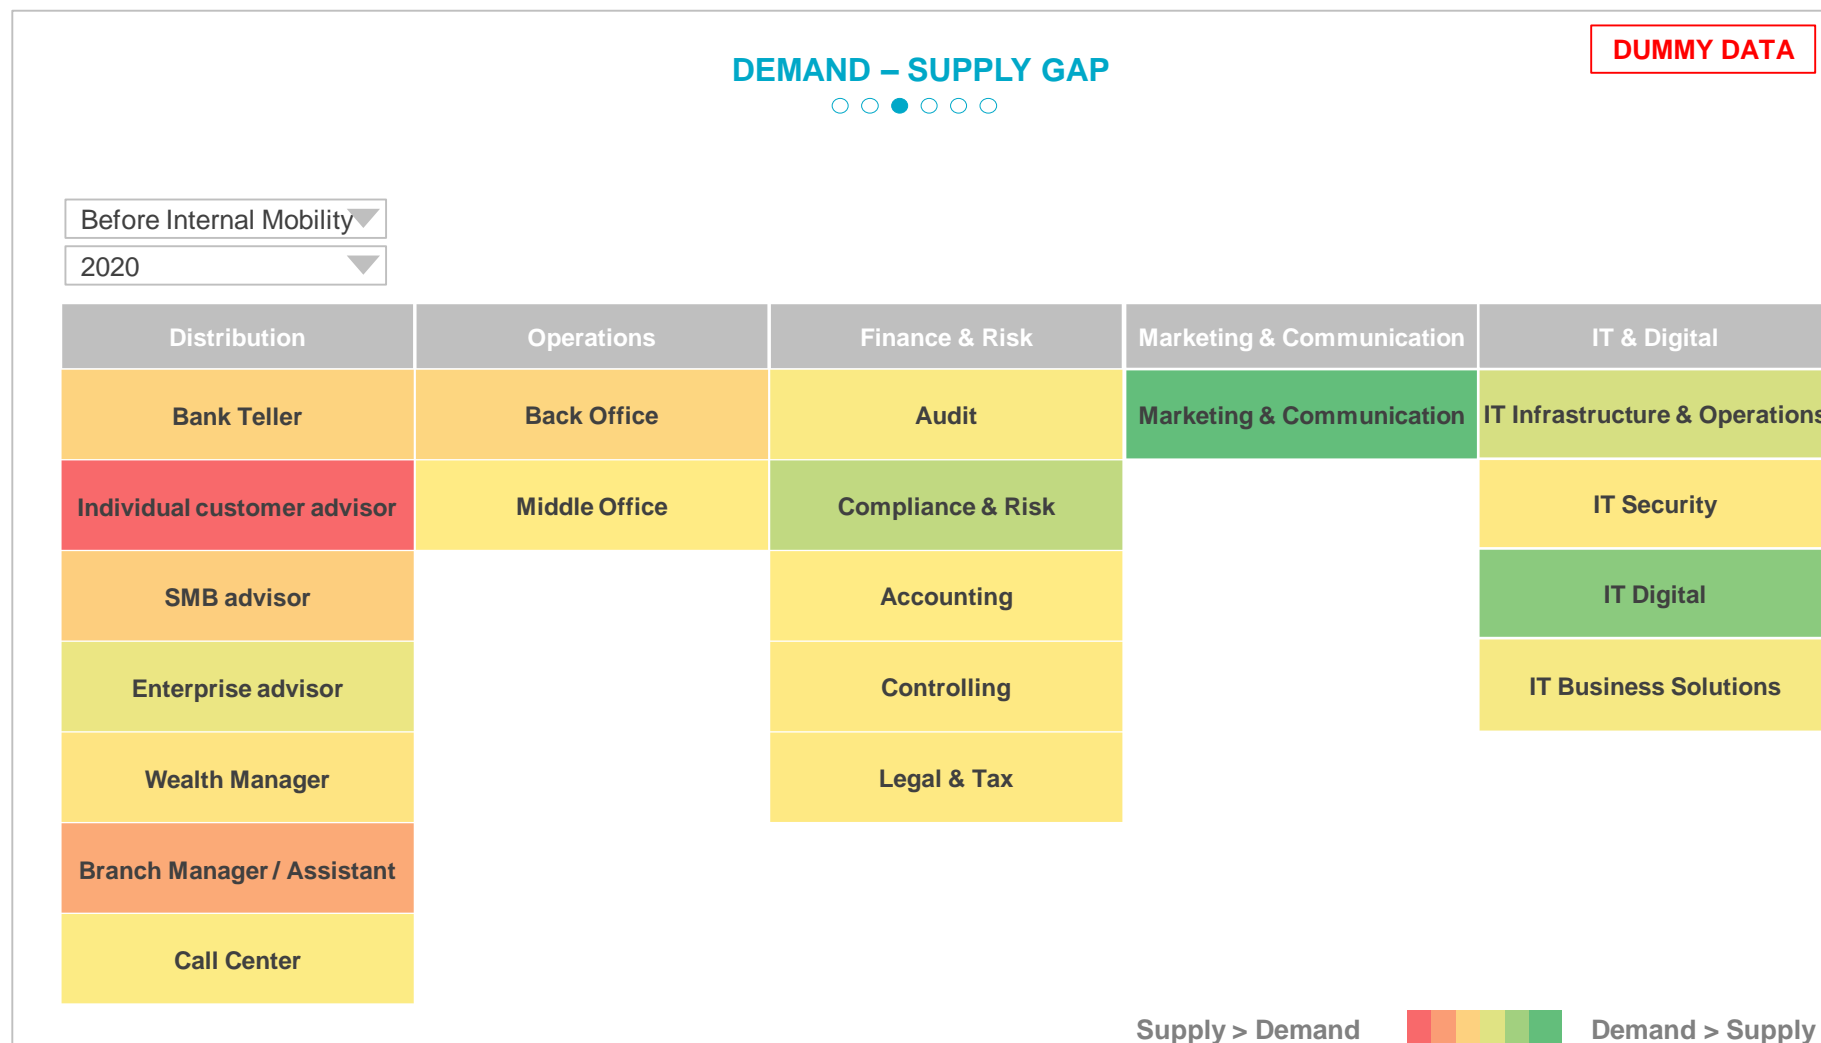 DUMMY DATA
DEMAND – SUPPLY GAP
Before Internal Mobility
2020
Distribution Operations Finance & Risk Marketing & Communication IT & Digital
Bank Teller Back Office Audit Marketing & Communication IT Infrastructure & Operations
Individual customer advisor Middle Office Compliance & Risk IT Security
SMB advisor Accounting IT Digital
Enterprise advisor Controlling IT Business Solutions
Wealth Manager Legal & Tax
Branch Manager / Assistant
Call Center
Supply > Demand Demand > Supply